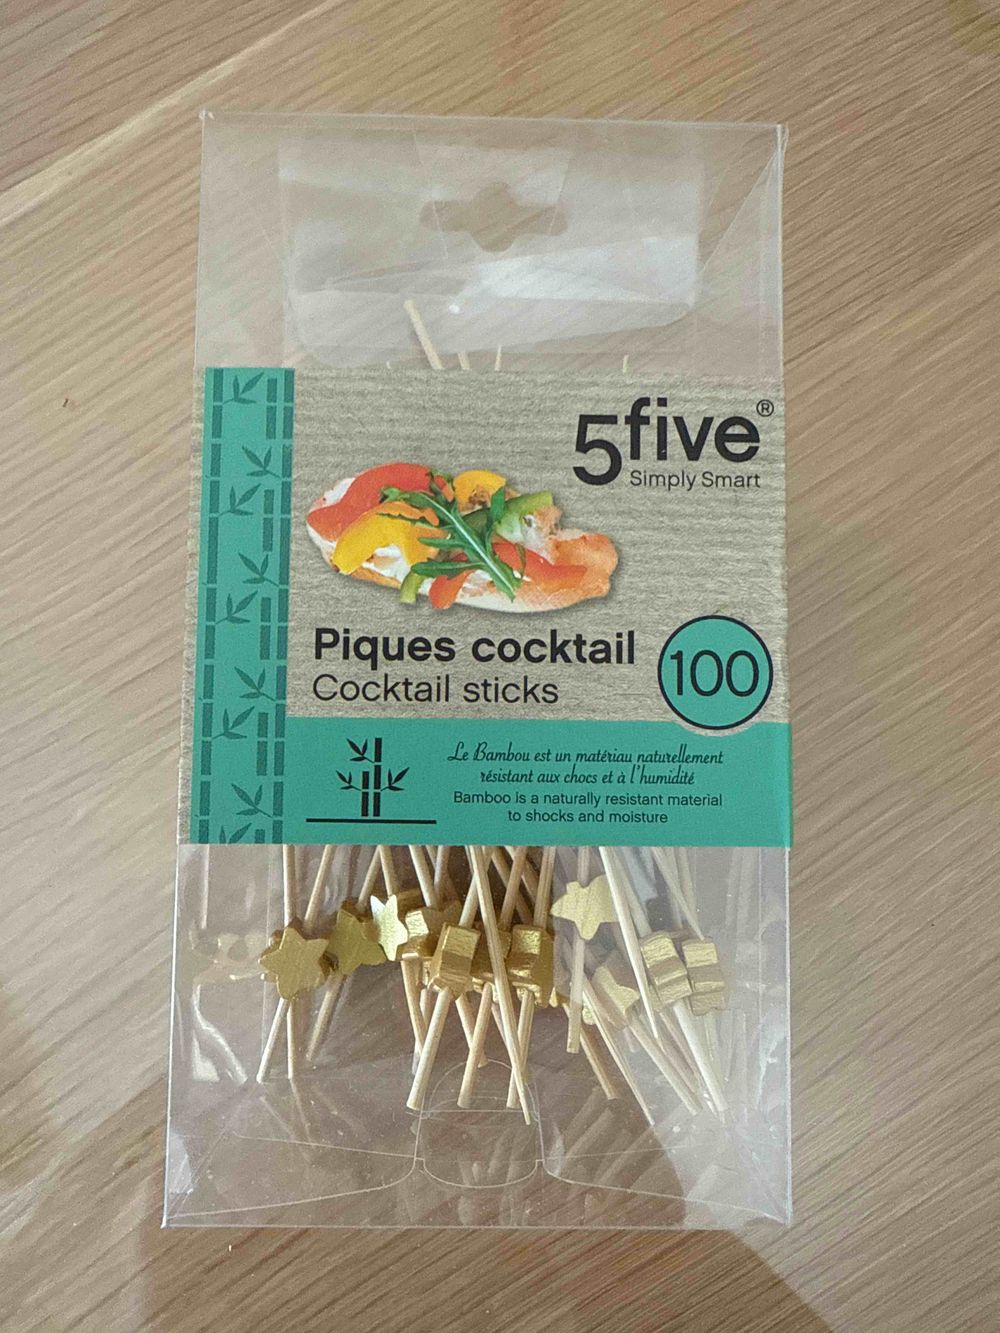 5five®
Simply Smart
Piques cocktail
Cocktail sticks
100
Le Bambou est un matériau naturellement
résistant aux chocs et à l'humidité
Bamboo is a naturally resistant material
to shocks and moisture